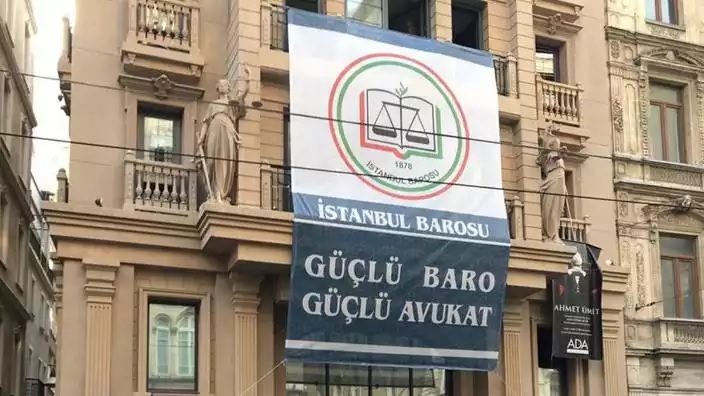 1878
İSTANBUL BAROSU
İSTANBUL BAROSU
GÜÇLÜ BARO
GÜÇLÜ AVUKAT
AHMET ÜMİT
ADA